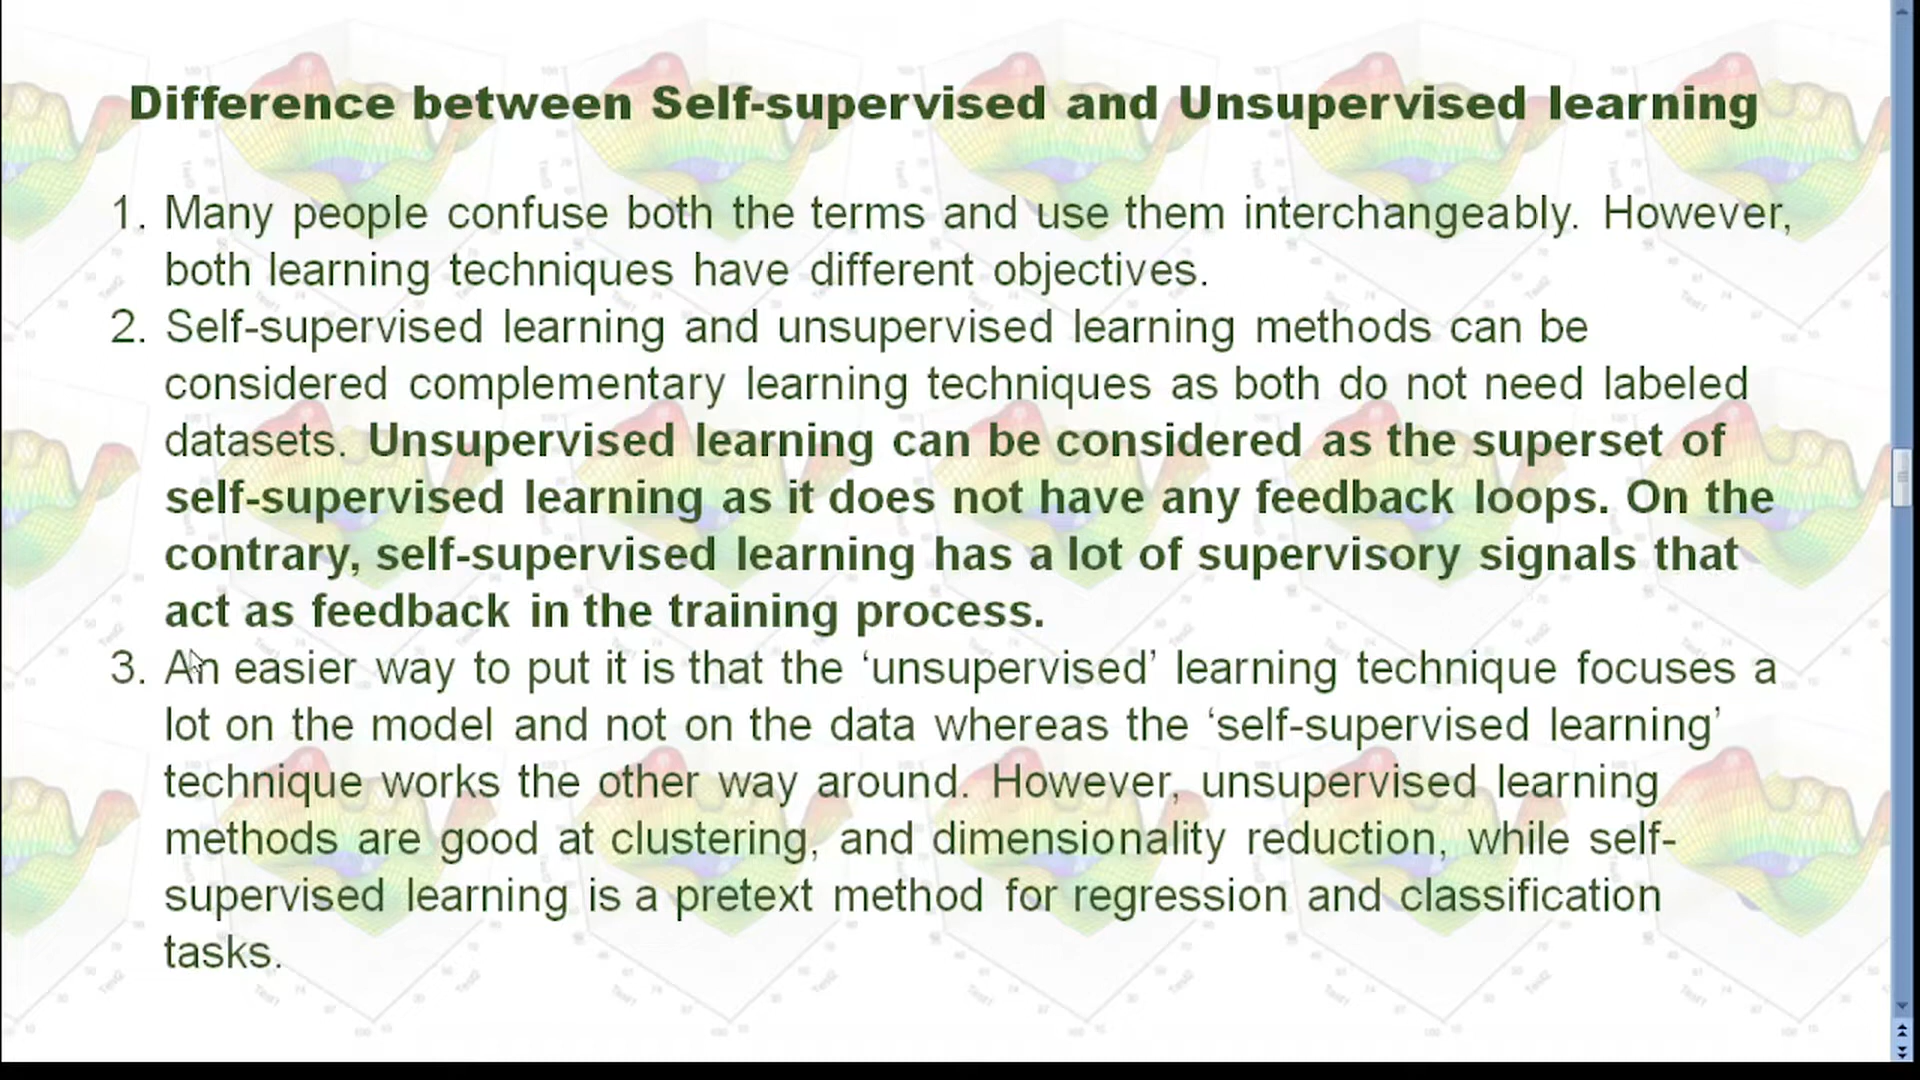 Difference between Self-supervised and Unsupervised learning
1. Many people confuse both the terms and use them interchangeably. However,
both learning techniques have different objectives.
2. Self-supervised learning and unsupervised learning methods can be
considered complementary learning techniques as both do not need labeled
datasets. Unsupervised learning can be considered as the superset of
self-supervised learning as it does not have any feedback loops. On the
contrary, self-supervised learning has a lot of supervisory signals that
act as feedback in the training process.
3. An easier way to put it is that the ‘unsupervised’ learning technique focuses a
lot on the model and not on the data whereas the ‘self-supervised learning’
technique works the other way around. However, unsupervised learning
methods are good at clustering, and dimensionality reduction, while self-
supervised learning is a pretext method for regression and classification
tasks.